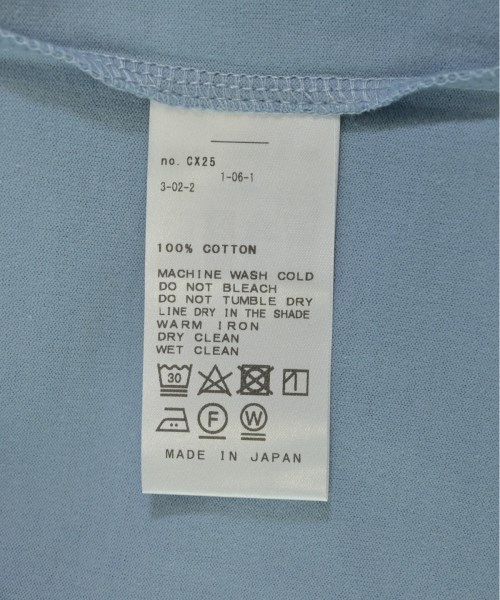 no. CX25
1-06-1
3-02-2
100% COTTON
MACHINE WASH COLD
DO NOT BLEACH
DO NOT TUMBLE DRY
LINE DRY IN THE SHADE
WARM IRON
DRY CLEAN
WET CLEAN
30
F W
MADE IN JAPAN